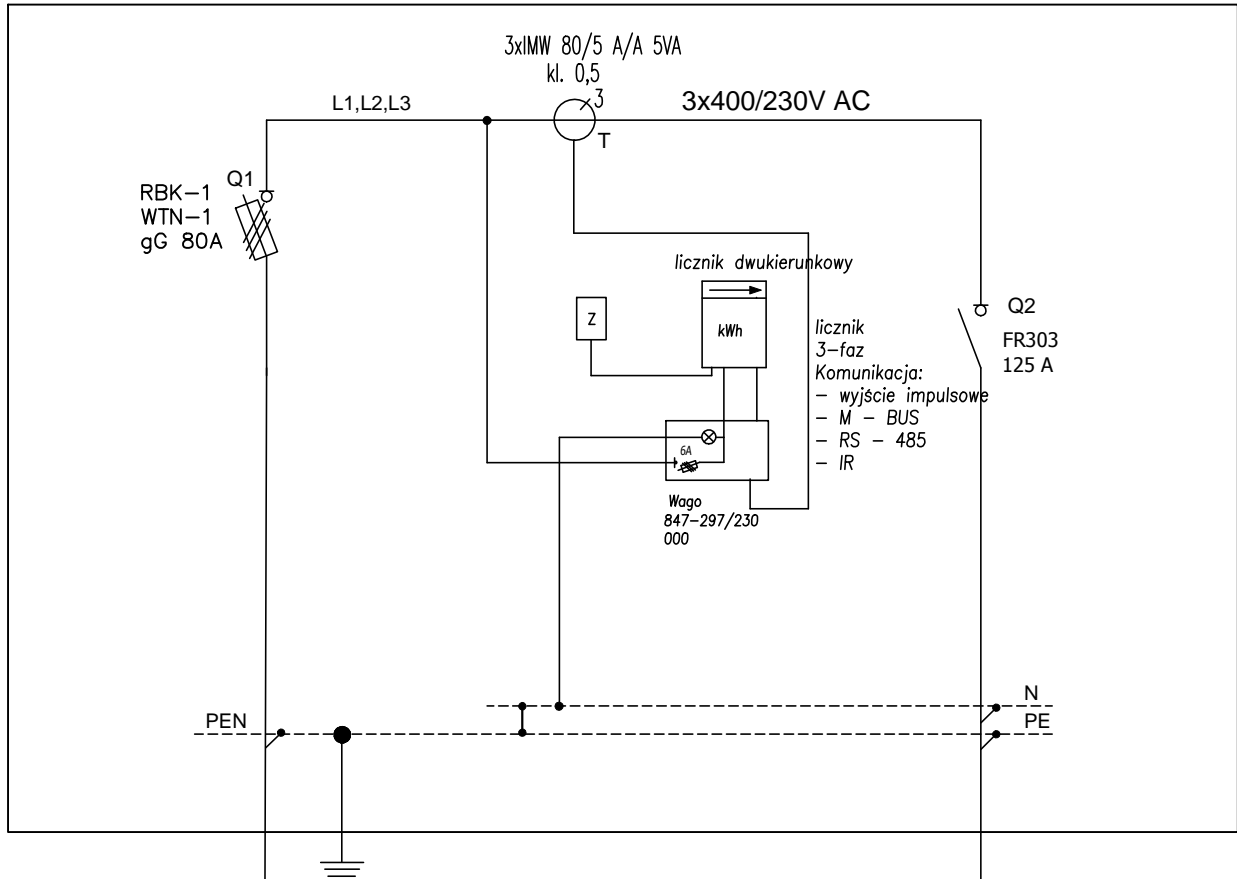 3xIMW 80/5 A/A 5VA
kl. 0,5
L1,L2,L3
3
3x400/230V AC
T
Q1
RBK-1
WTN-1
gG 80A
licznik dwukierunkowy
Z
kWh
licznik
3-faz
Komunikacja:
- wyjście impulsowe
- M - BUS
- RS - 485
- IR
Q2
FR303
125 A
6A
Wago
847-297/230
000
N
PEN
PE